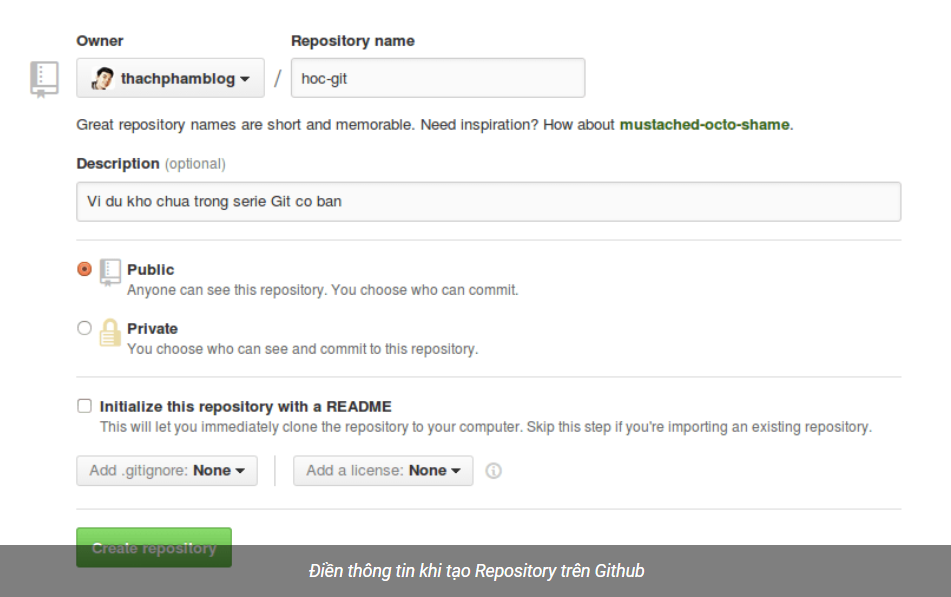 Owner
Repository name
thachphamblog / hoc-git
Great repository names are short and memorable. Need inspiration? How about mustached-octo-shame.
Description (optional)
Vi du kho chua trong serie Git co ban
Public
Anyone can see this repository. You choose who can commit.
Private
You choose who can see and commit to this repository.
Initialize this repository with a README
This will let you immediately clone the repository to your computer. Skip this step if you're importing an existing repository.
Add .gitignore: None
Add a license: None
Create repository
Điền thông tin khi tạo Repository trên Github